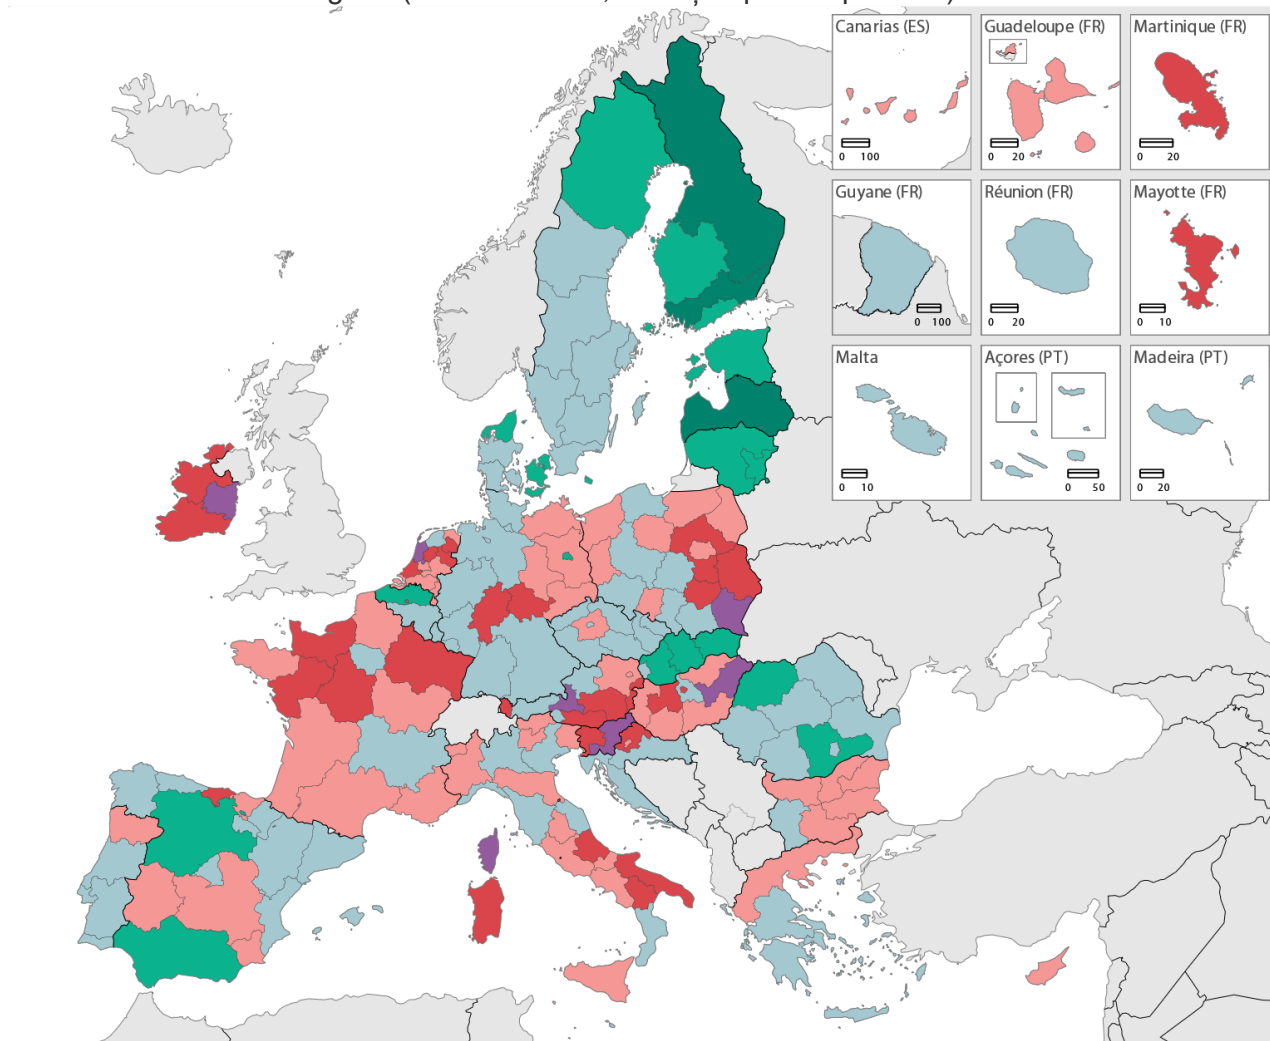 Canarias (ES)
0 100
Guadeloupe (FR)
0 20
Martinique (FR)
0 20
Guyane (FR)
0 100
Réunion (FR)
0 20
Mayotte (FR)
0 10
Malta
0 10
Açores (PT)
0 50
Madeira (PT)
0 20